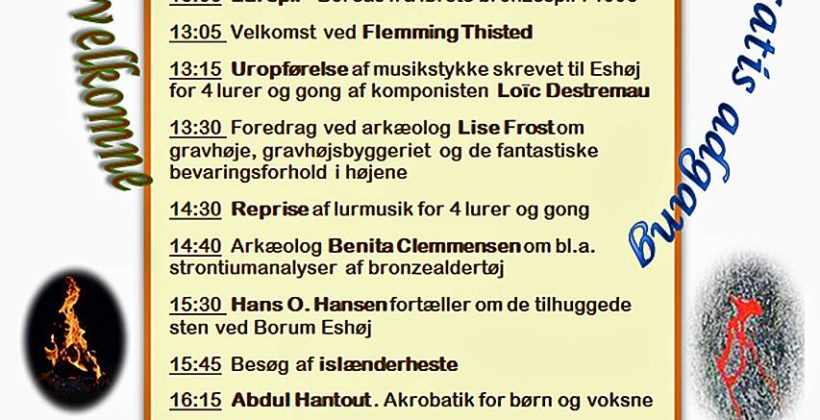 13:05 Velkomst ved Flemming Thisted
13:15 Uropførelse af musikstykke skrevet til Eshøj
for 4 lurer og gong af komponisten Loïc Destremau
13:30 Foredrag ved arkæolog Lise Frost om
gravhøje, gravhøjsbyggeriet og de fantastiske
bevaringsforhold i højene
14:30 Reprise af lurmusik for 4 lurer og gong
14:40 Arkæolog Benita Clemmensen om bl.a.
strontiumanalyser af bronzealdertøj
15:30 Hans O. Hansen fortæller om de tilhuggede
sten ved Borum Eshøj
15:45 Besøg af islænderheste
16:15 Abdul Hantout. Akrobatik for børn og voksne
velkomne
adgang